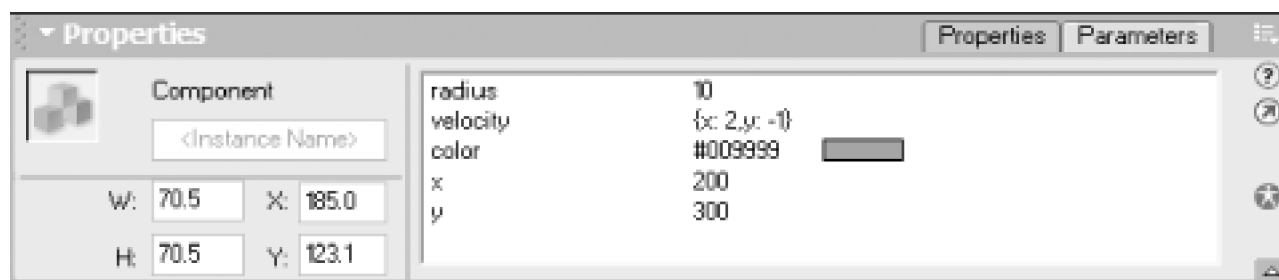 Properties
Properties Parameters
Component
<Instance Name>
W: 70.5 X: 185.0
H: 70.5 Y: 123.1
radius 10
velocity {x: 2,y: -1}
color #009999
x 200
y 300
?